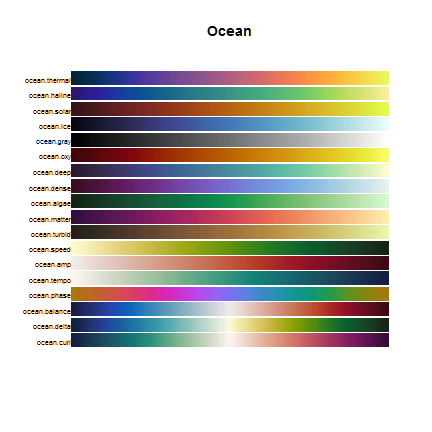 Ocean
ocean.thermal
ocean.haline
ocean.solar
ocean.ice
ocean.gray
ocean.oxy
ocean.deep
ocean.dense
ocean.algae
ocean.matter
ocean.turbid
ocean.speed
ocean.amp
ocean.tempo
ocean.phase
ocean.balance
ocean.delta
ocean.curl